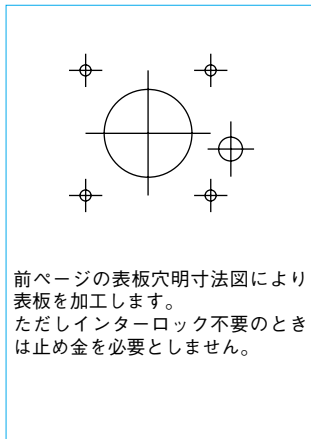 前ページの表板穴明寸法図により
表板を加工します。
ただしインターロック不要のとき
は止め金を必要としません。